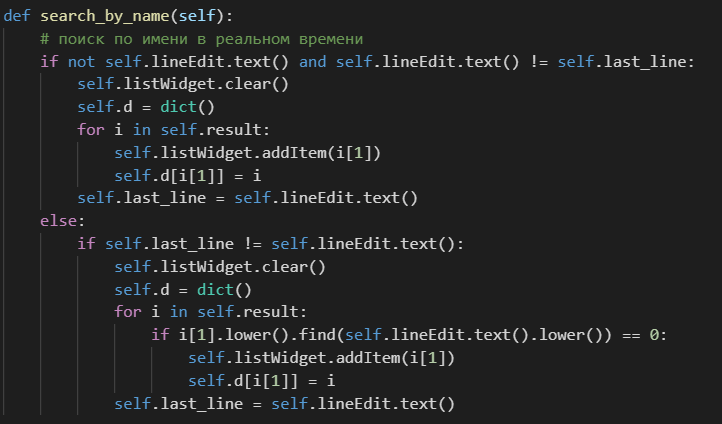 def search_by_name(self):
    # поиск по имени в реальном времени
    if not self.lineEdit.text() and self.lineEdit.text() != self.last_line:
        self.listWidget.clear()
        self.d = dict()
        for i in self.result:
            self.listWidget.addItem(i[1])
            self.d[i[1]] = i
        self.last_line = self.lineEdit.text()
    else:
        if self.last_line != self.lineEdit.text():
            self.listWidget.clear()
            self.d = dict()
            for i in self.result:
                if i[1].lower().find(self.lineEdit.text().lower()) == 0:
                    self.listWidget.addItem(i[1])
                    self.d[i[1]] = i
            self.last_line = self.lineEdit.text()